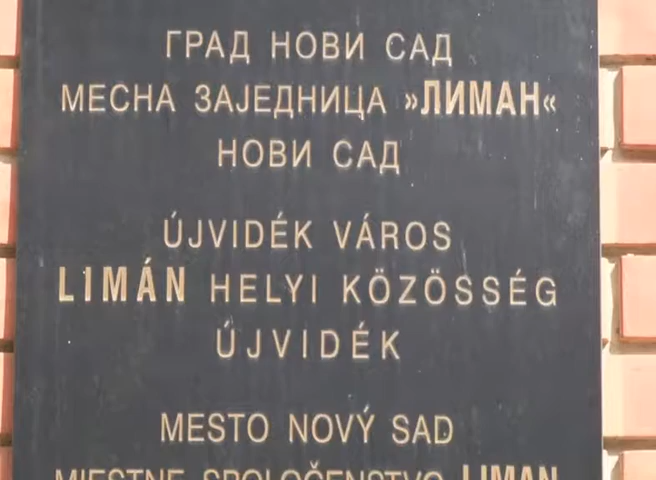 ГРАД НОВИ САД
МЕСНА ЗАЈЕДНИЦА »ЛИМАН«
НОВИ САД
ÚJVIDÉK VÁROS
LIMÁN HELYI KÖZÖSSÉG
ÚJVIDÉK
MESTO NOVÝ SAD
MIESTNE SPOLOČENSTVO LIMAN